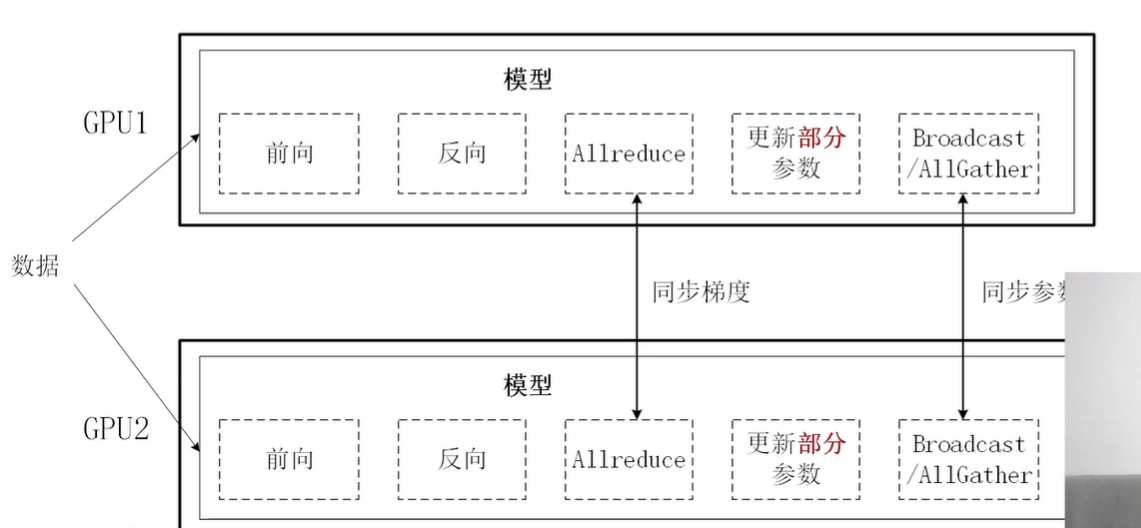 模型
GPU1
前向
反向
Allreduce
更新部分
参数
Broadcast
/AllGather
数据
同步梯度
同步参
模型
GPU2
前向
反向
Allreduce
更新部分
参数
Broadcast
/AllGather